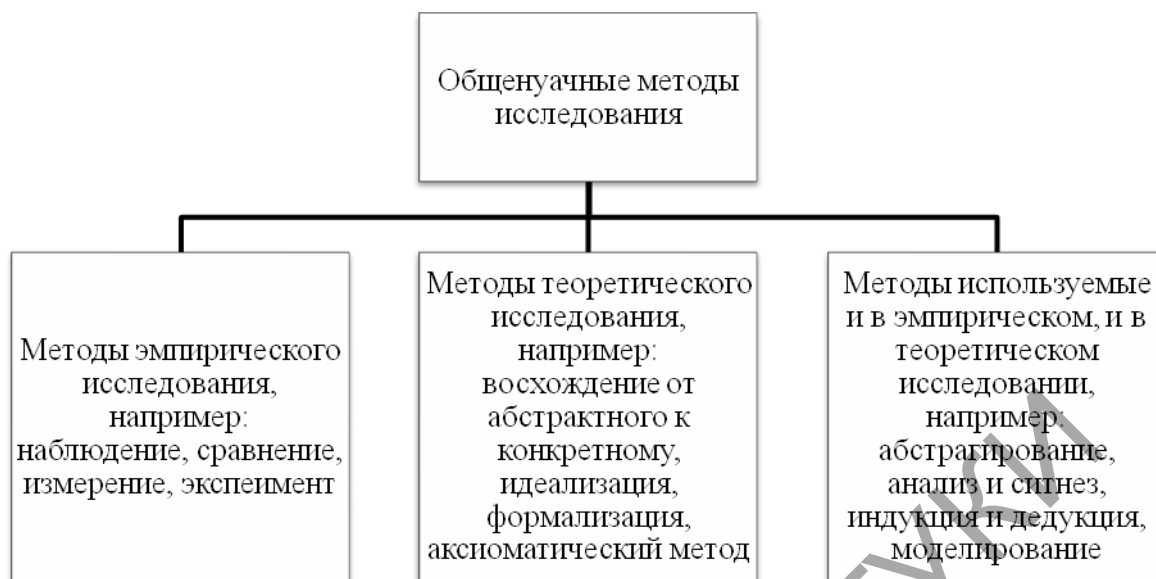 Общенуачные методы
исследования
Методы эмпирического
исследования,
например:
наблюдение, сравнение,
измерение, экспеимент
Методы теоретического
исследования,
например:
восхождение от
абстрактного к
конкретному,
идеализация,
формализация,
аксиоматический метод
Методы используемые
и в эмпирическом, и в
теоретическом
исследовании,
например:
абстрагирование,
анализ и ситнез,
индукция и дедукция,
моделирование